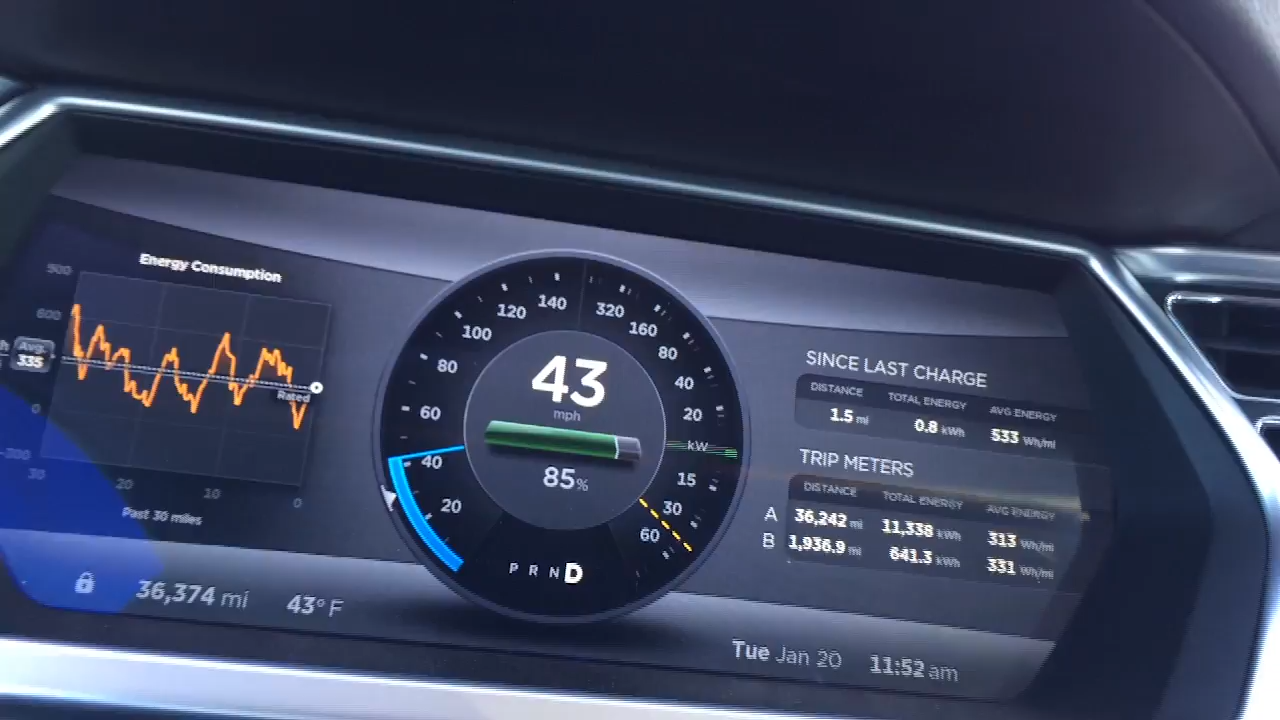 Energy Consumption
900
600
Avg.
335
Rated
0
-300
30 20 10 0
Past 30 miles
36,374 mi 43° F
140
120
100
80
60
40
20
320
160
80
40
20
kW
15
30
60
43
mph
85%
P R N D
SINCE LAST CHARGE
DISTANCE TOTAL ENERGY AVG ENERGY
1.5 mi 0.8 kWh 533 Wh/mi
TRIP METERS
DISTANCE TOTAL ENERGY AVG ENERGY
A 36,242 mi 11,338 kWh 313 Wh/mi
B 1,936.9 mi 641.3 kWh 331 Wh/mi
Tue Jan 20 11:52 am